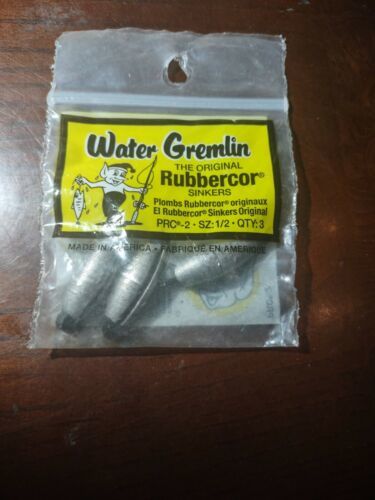 Water Gremlin
THE ORIGINAL
Rubbercor®
SINKERS
Plombs Rubbercor® originaux
El Rubbercor® Sinkers Original
PRC®-2 • SZ: 1/2 • QTY: 3
MADE IN AMERICA • FABRIQUÉ EN AMERIQUE